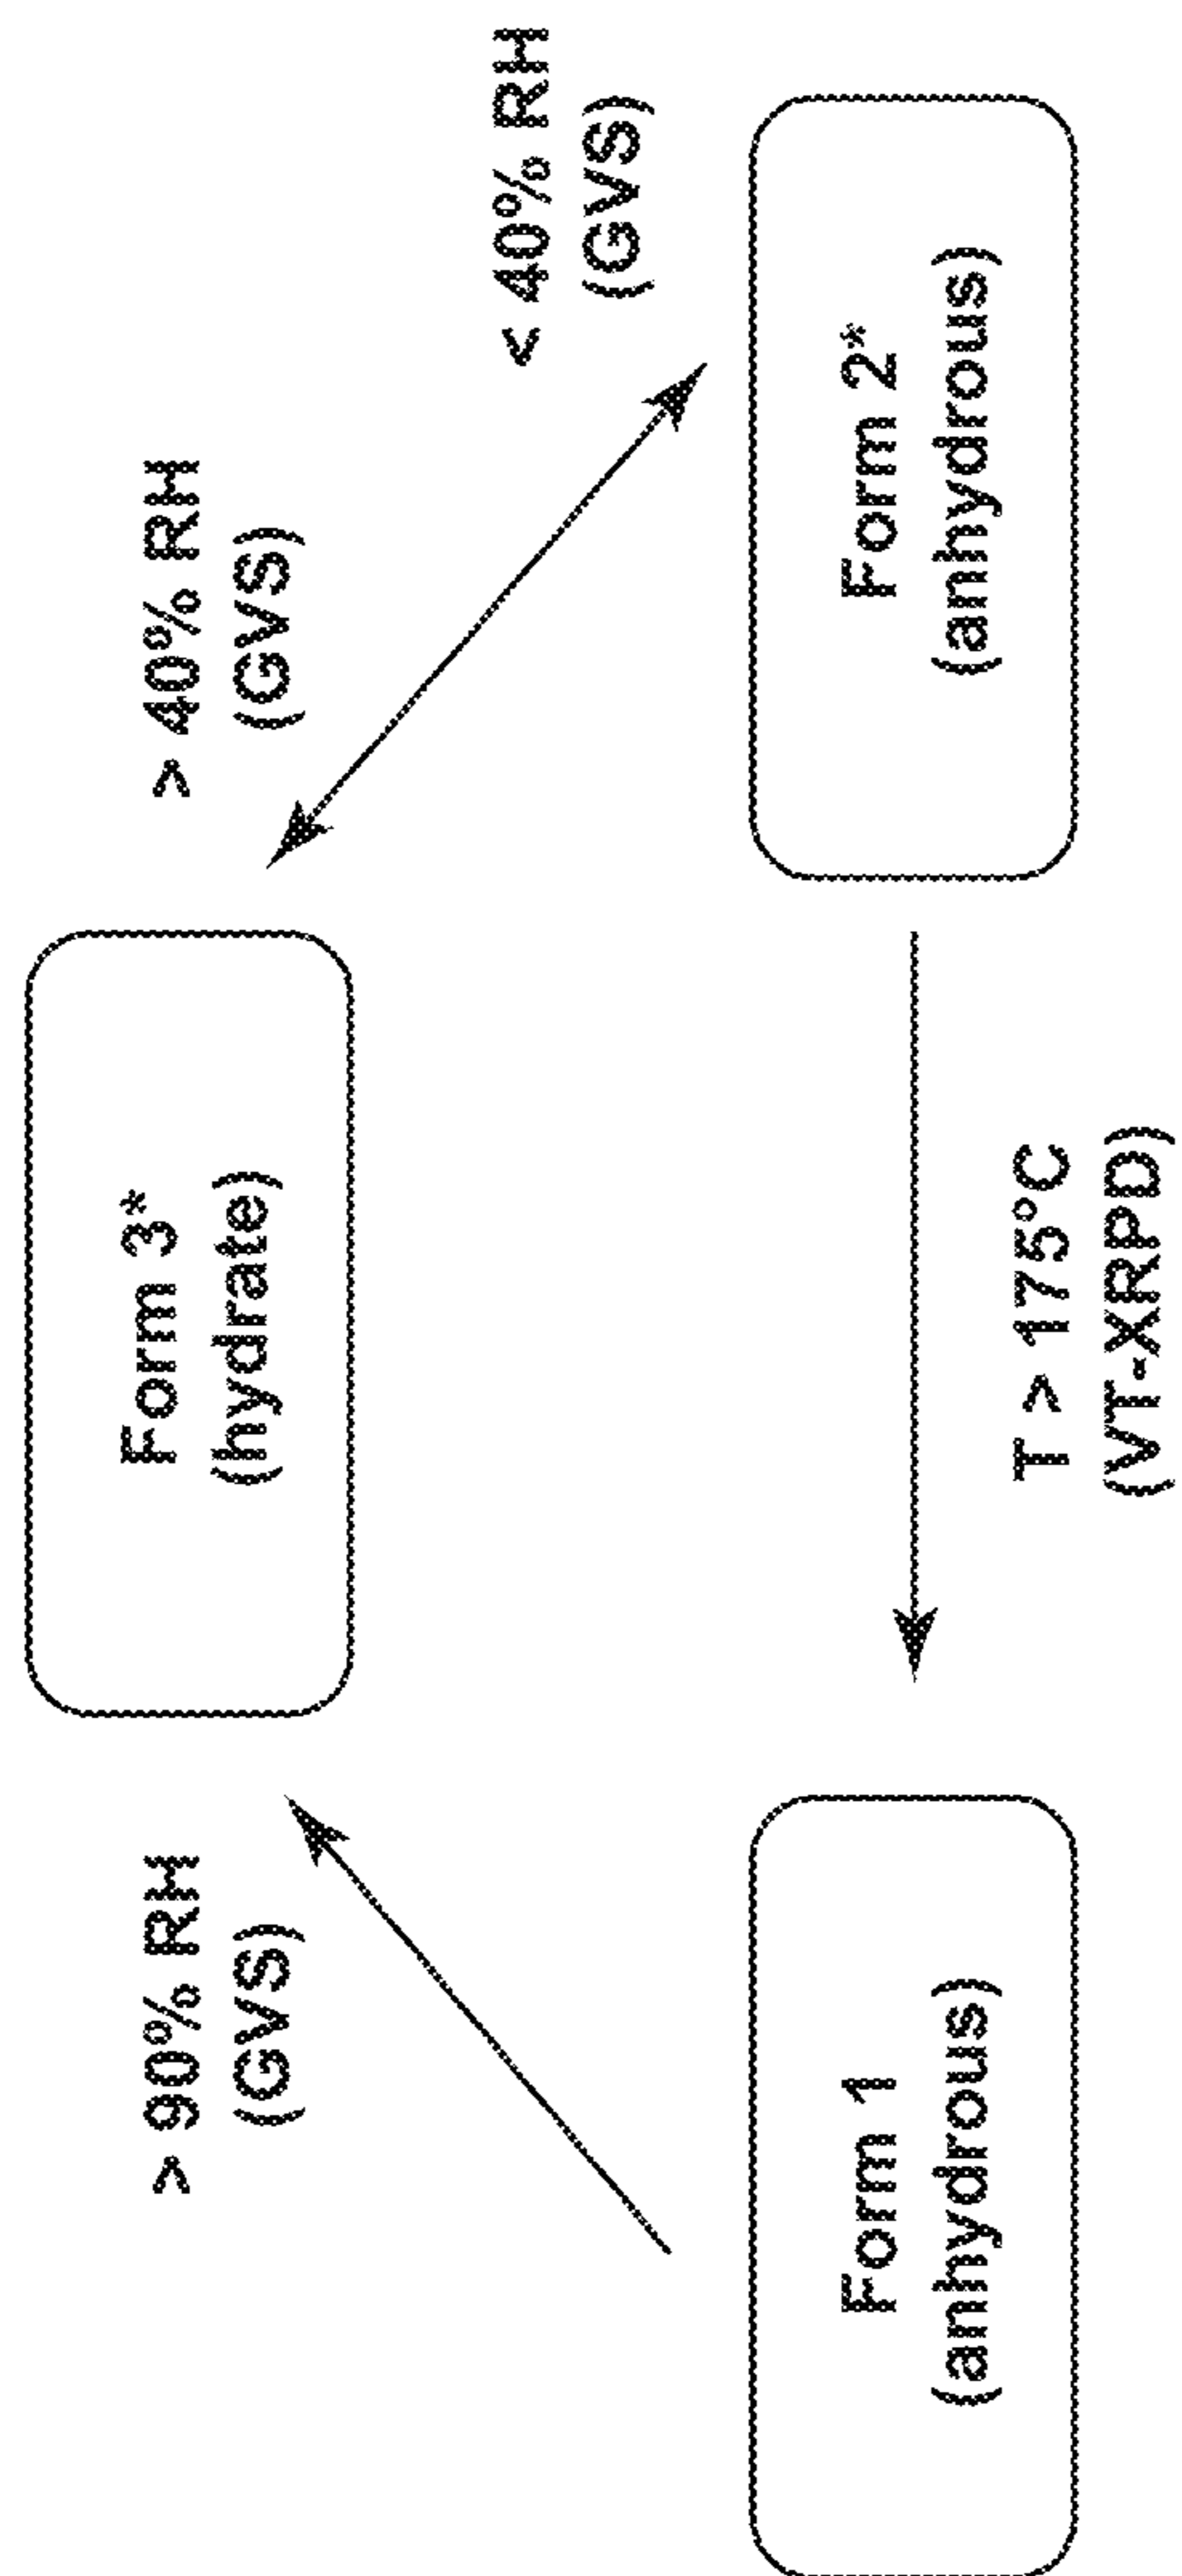 Form 3*
(hydrate)
> 90% RH
(GVS)
> 40% RH
(GVS)
< 40% RH
(GVS)
Form 1
(anhydrous)
T > 175°C
(VT-XRPD)
Form 2*
(anhydrous)